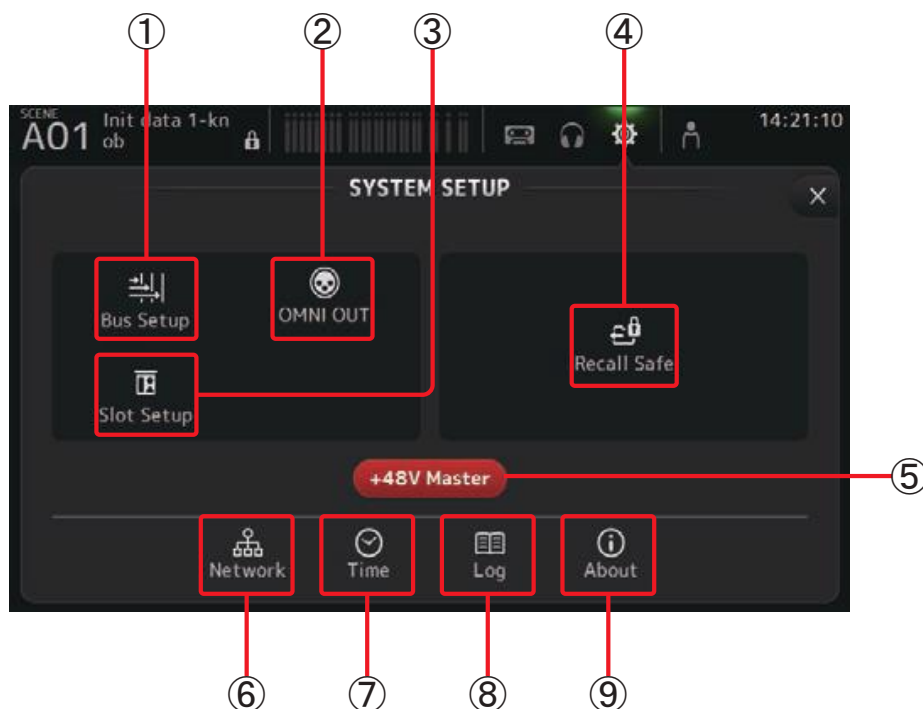 ① ② ③ ④
SCENE
A01
Init data 1-kn
ob
14:21:10
SYSTEM SETUP
Bus Setup
OMNI OUT
Recall Safe
Slot Setup
+48V Master
⑤
Network
Time
Log
About
⑥ ⑦ ⑧ ⑨